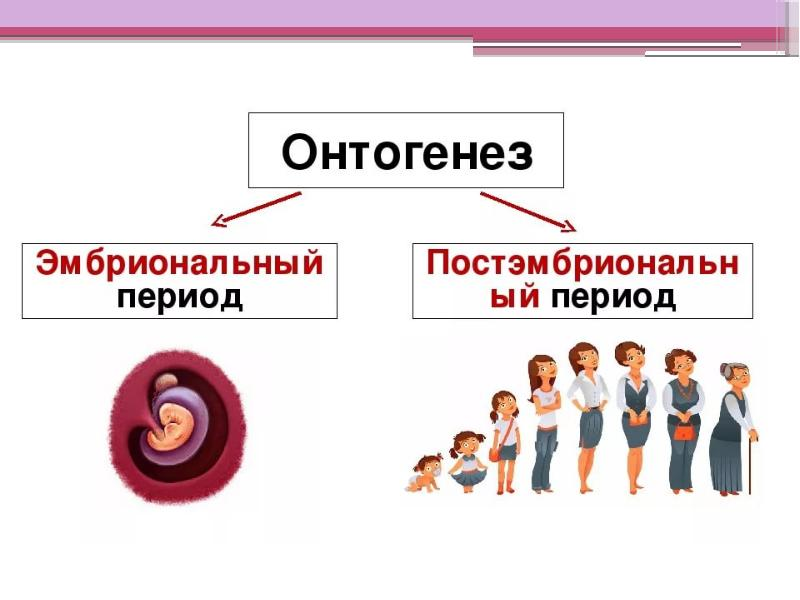 Онтогенез
Эмбриональный
период
Постэмбриональн
ый период